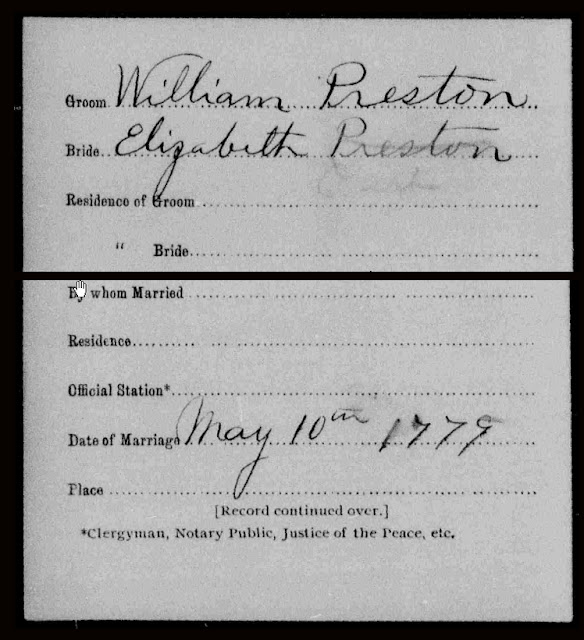 Groom William Preston
Bride Elizabeth Preston
Residence of Groom
" Bride
By whom Married
Residence
Official Station*
Date of Marriage May 10th 1779
Place
[Record continued over.]
*Clergyman, Notary Public, Justice of the Peace, etc.